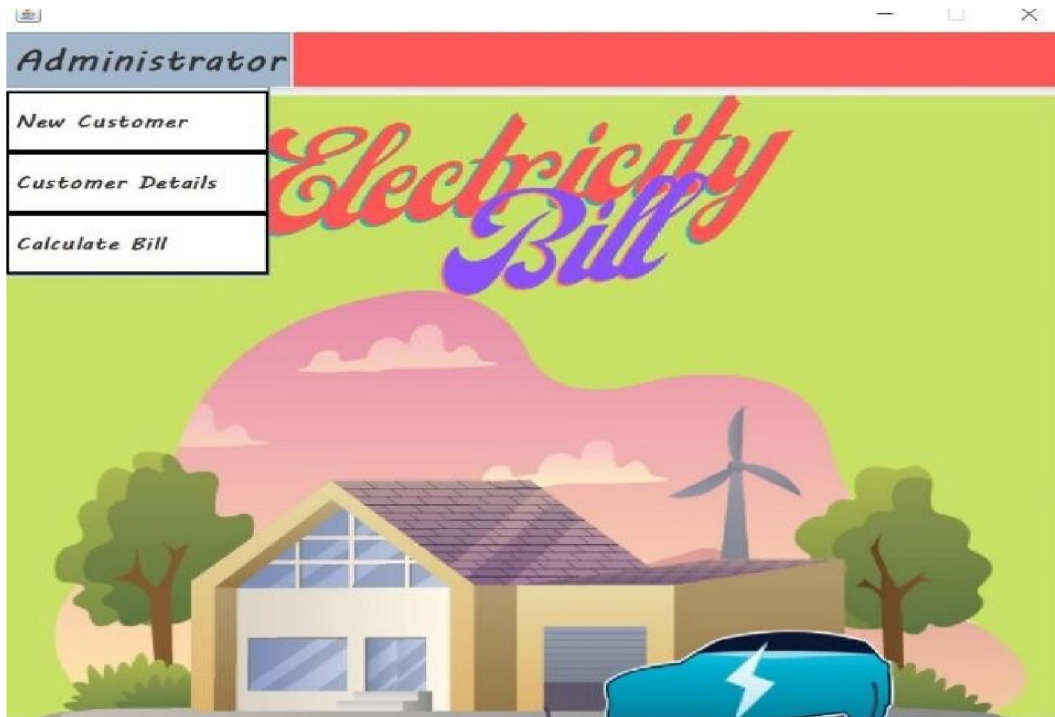 Administrator
New Customer
Customer Details
Calculate Bill
Electricity
Bill